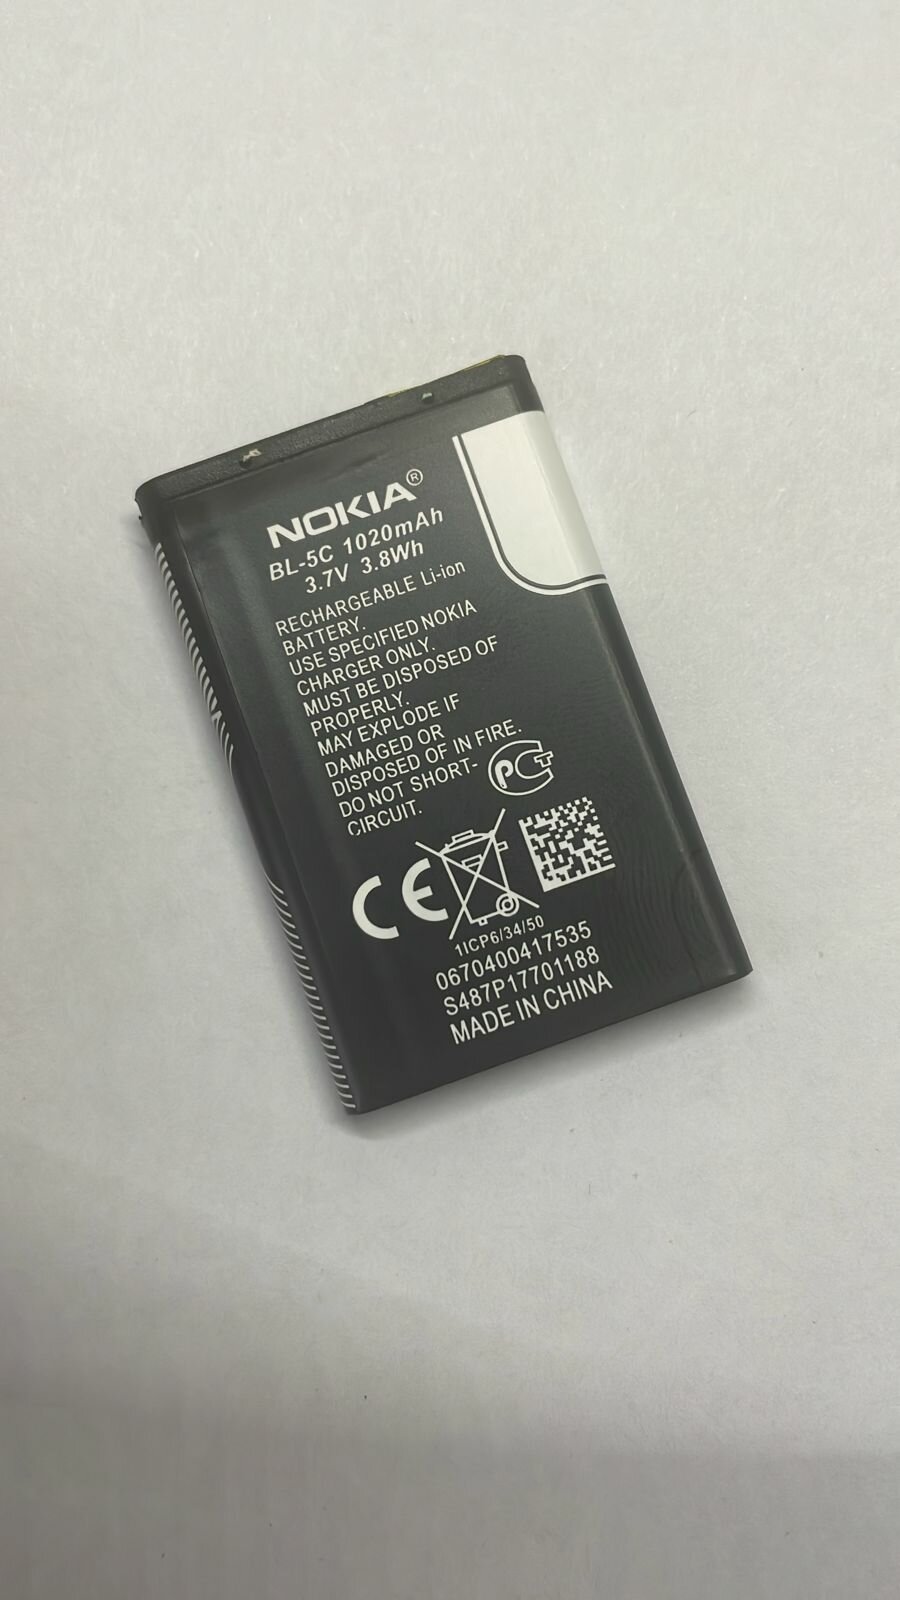 NOKIA®
BL-5C 1020mAh
3.7V 3.8Wh
RECHARGEABLE Li-ion
BATTERY.
USE SPECIFIED NOKIA
CHARGER ONLY.
MUST BE DISPOSED OF
PROPERLY.
MAY EXPLODE IF
DAMAGED OR
DISPOSED OF IN FIRE.
DO NOT SHORT-
CIRCUIT.
PCT
CE
1ICP6/34/50
0670400417535
S487P17701188
MADE IN CHINA